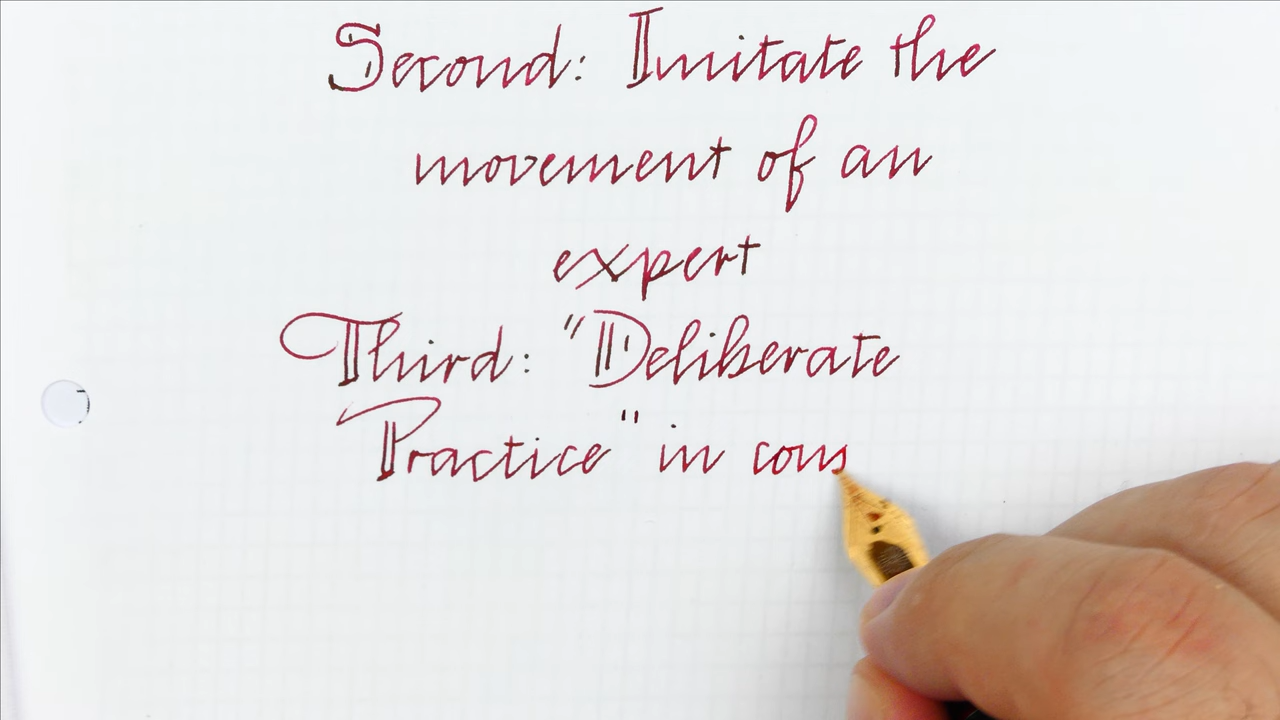 Second: Imitate the
movement of an
expert
Third: "Deliberate
Practice" in cons